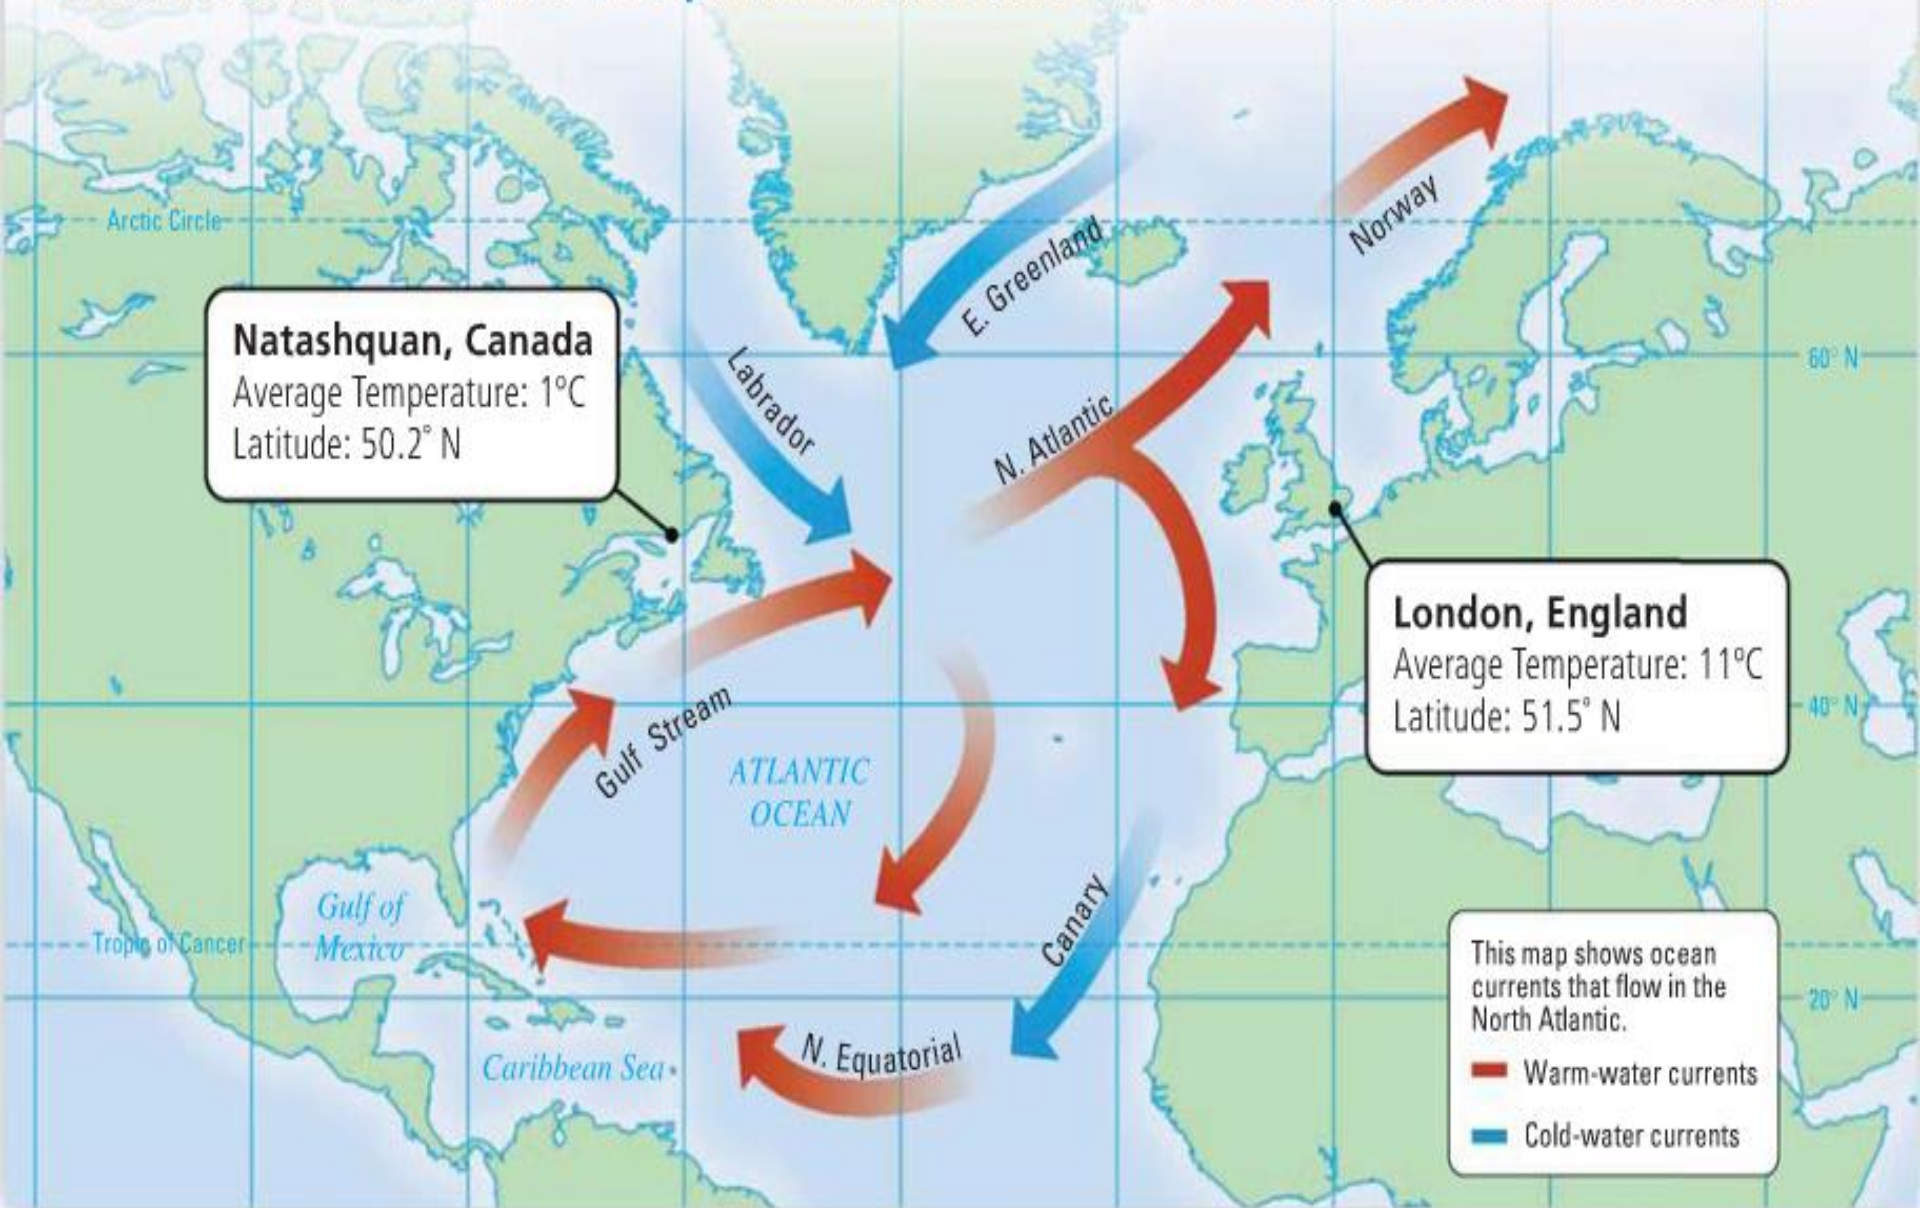 Arctic Circle
Natashquan, Canada
Average Temperature: 1°C
Latitude: 50.2° N
Labrador
E. Greenland
Norway
60° N
N. Atlantic
London, England
Average Temperature: 11°C
Latitude: 51.5° N
40° N
Gulf Stream
ATLANTIC
OCEAN
Gulf of
Mexico
Tropic of Cancer
Canary
20° N
Caribbean Sea
N. Equatorial
This map shows ocean
currents that flow in the
North Atlantic.
Warm-water currents
Cold-water currents